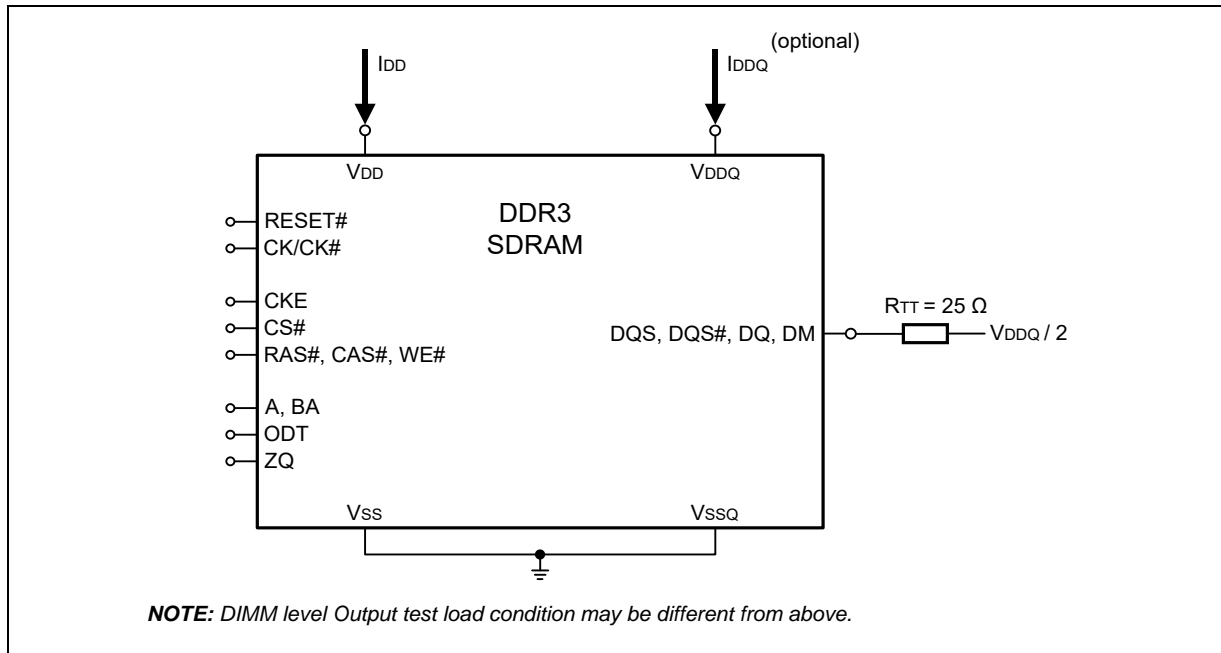 (optional)
IDD
IDDQ
VDD
VDDQ
DDR3
SDRAM
RESET#
CK/CK#
CKE
CS#
RAS#, CAS#, WE#
A, BA
ODT
ZQ
DQS, DQS#, DQ, DM
RTT = 25 Ω
VDDQ / 2
VSS
VSSQ
NOTE: DIMM level Output test load condition may be different from above.